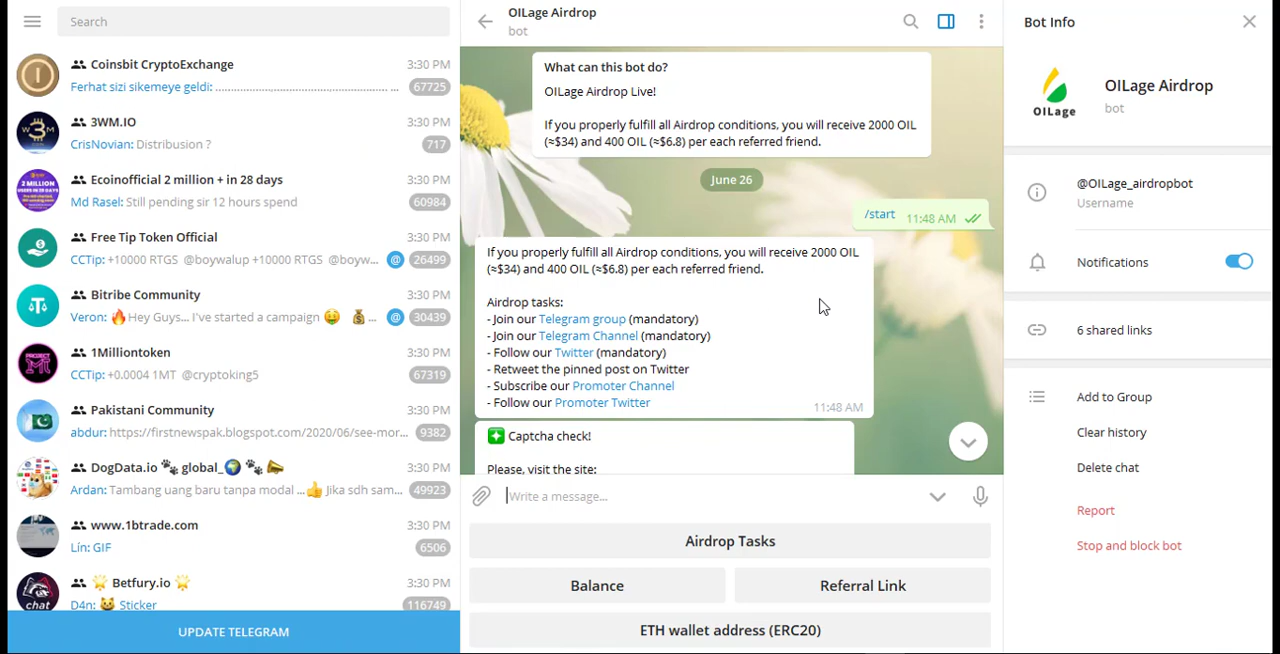 Search
Coinsbit CryptoExchange 3:30 PM
Ferhat sizi sikemeye geldi: ................................................ ... 67725
3WM.IO 3:30 PM
CrisNovian: Distribusion ? 717
Ecoinofficial 2 million + in 28 days 3:30 PM
Md Rasel: Still pending sir 12 hours spend 60984
Free Tip Token Official 3:30 PM
CCTip: +10000 RTGS @boywalup +10000 RTGS @boyw... @ 26499
Bitribe Community 3:30 PM
Veron: 🔥Hey Guys... I've started a campaign 🤑 💰... @ 30439
1Milliontoken 3:30 PM
CCTip: +0.0004 1MT @cryptoking5 67319
Pakistani Community 3:30 PM
abdur: https://firstnewspak.blogspot.com/2020/06/see-mor... 9382
DogData.io 🐾 global_🌍 🐾 📣 3:30 PM
Ardan: Tambang uang baru tanpa modal ...👍 Jika sdh sam... 49923
www.1btrade.com 3:30 PM
Lín: GIF 6506
🌟 Betfury.io 🌟 3:30 PM
D4n: 😺 Sticker 116749
UPDATE TELEGRAM
OILage Airdrop
bot
What can this bot do?
OILage Airdrop Live!
If you properly fulfill all Airdrop conditions, you will receive 2000 OIL
(≈$34) and 400 OIL (≈$6.8) per each referred friend.
June 26
/start 11:48 AM
If you properly fulfill all Airdrop conditions, you will receive 2000 OIL
(≈$34) and 400 OIL (≈$6.8) per each referred friend.
Airdrop tasks:
- Join our Telegram group (mandatory)
- Join our Telegram Channel (mandatory)
- Follow our Twitter (mandatory)
- Retweet the pinned post on Twitter
- Subscribe our Promoter Channel
- Follow our Promoter Twitter
11:48 AM
Captcha check!
Please, visit the site:
Write a message...
Airdrop Tasks
Balance Referral Link
ETH wallet address (ERC20)
Bot Info
OILage
OILage Airdrop
bot
@OILage_airdropbot
Username
Notifications
6 shared links
Add to Group
Clear history
Delete chat
Report
Stop and block bot